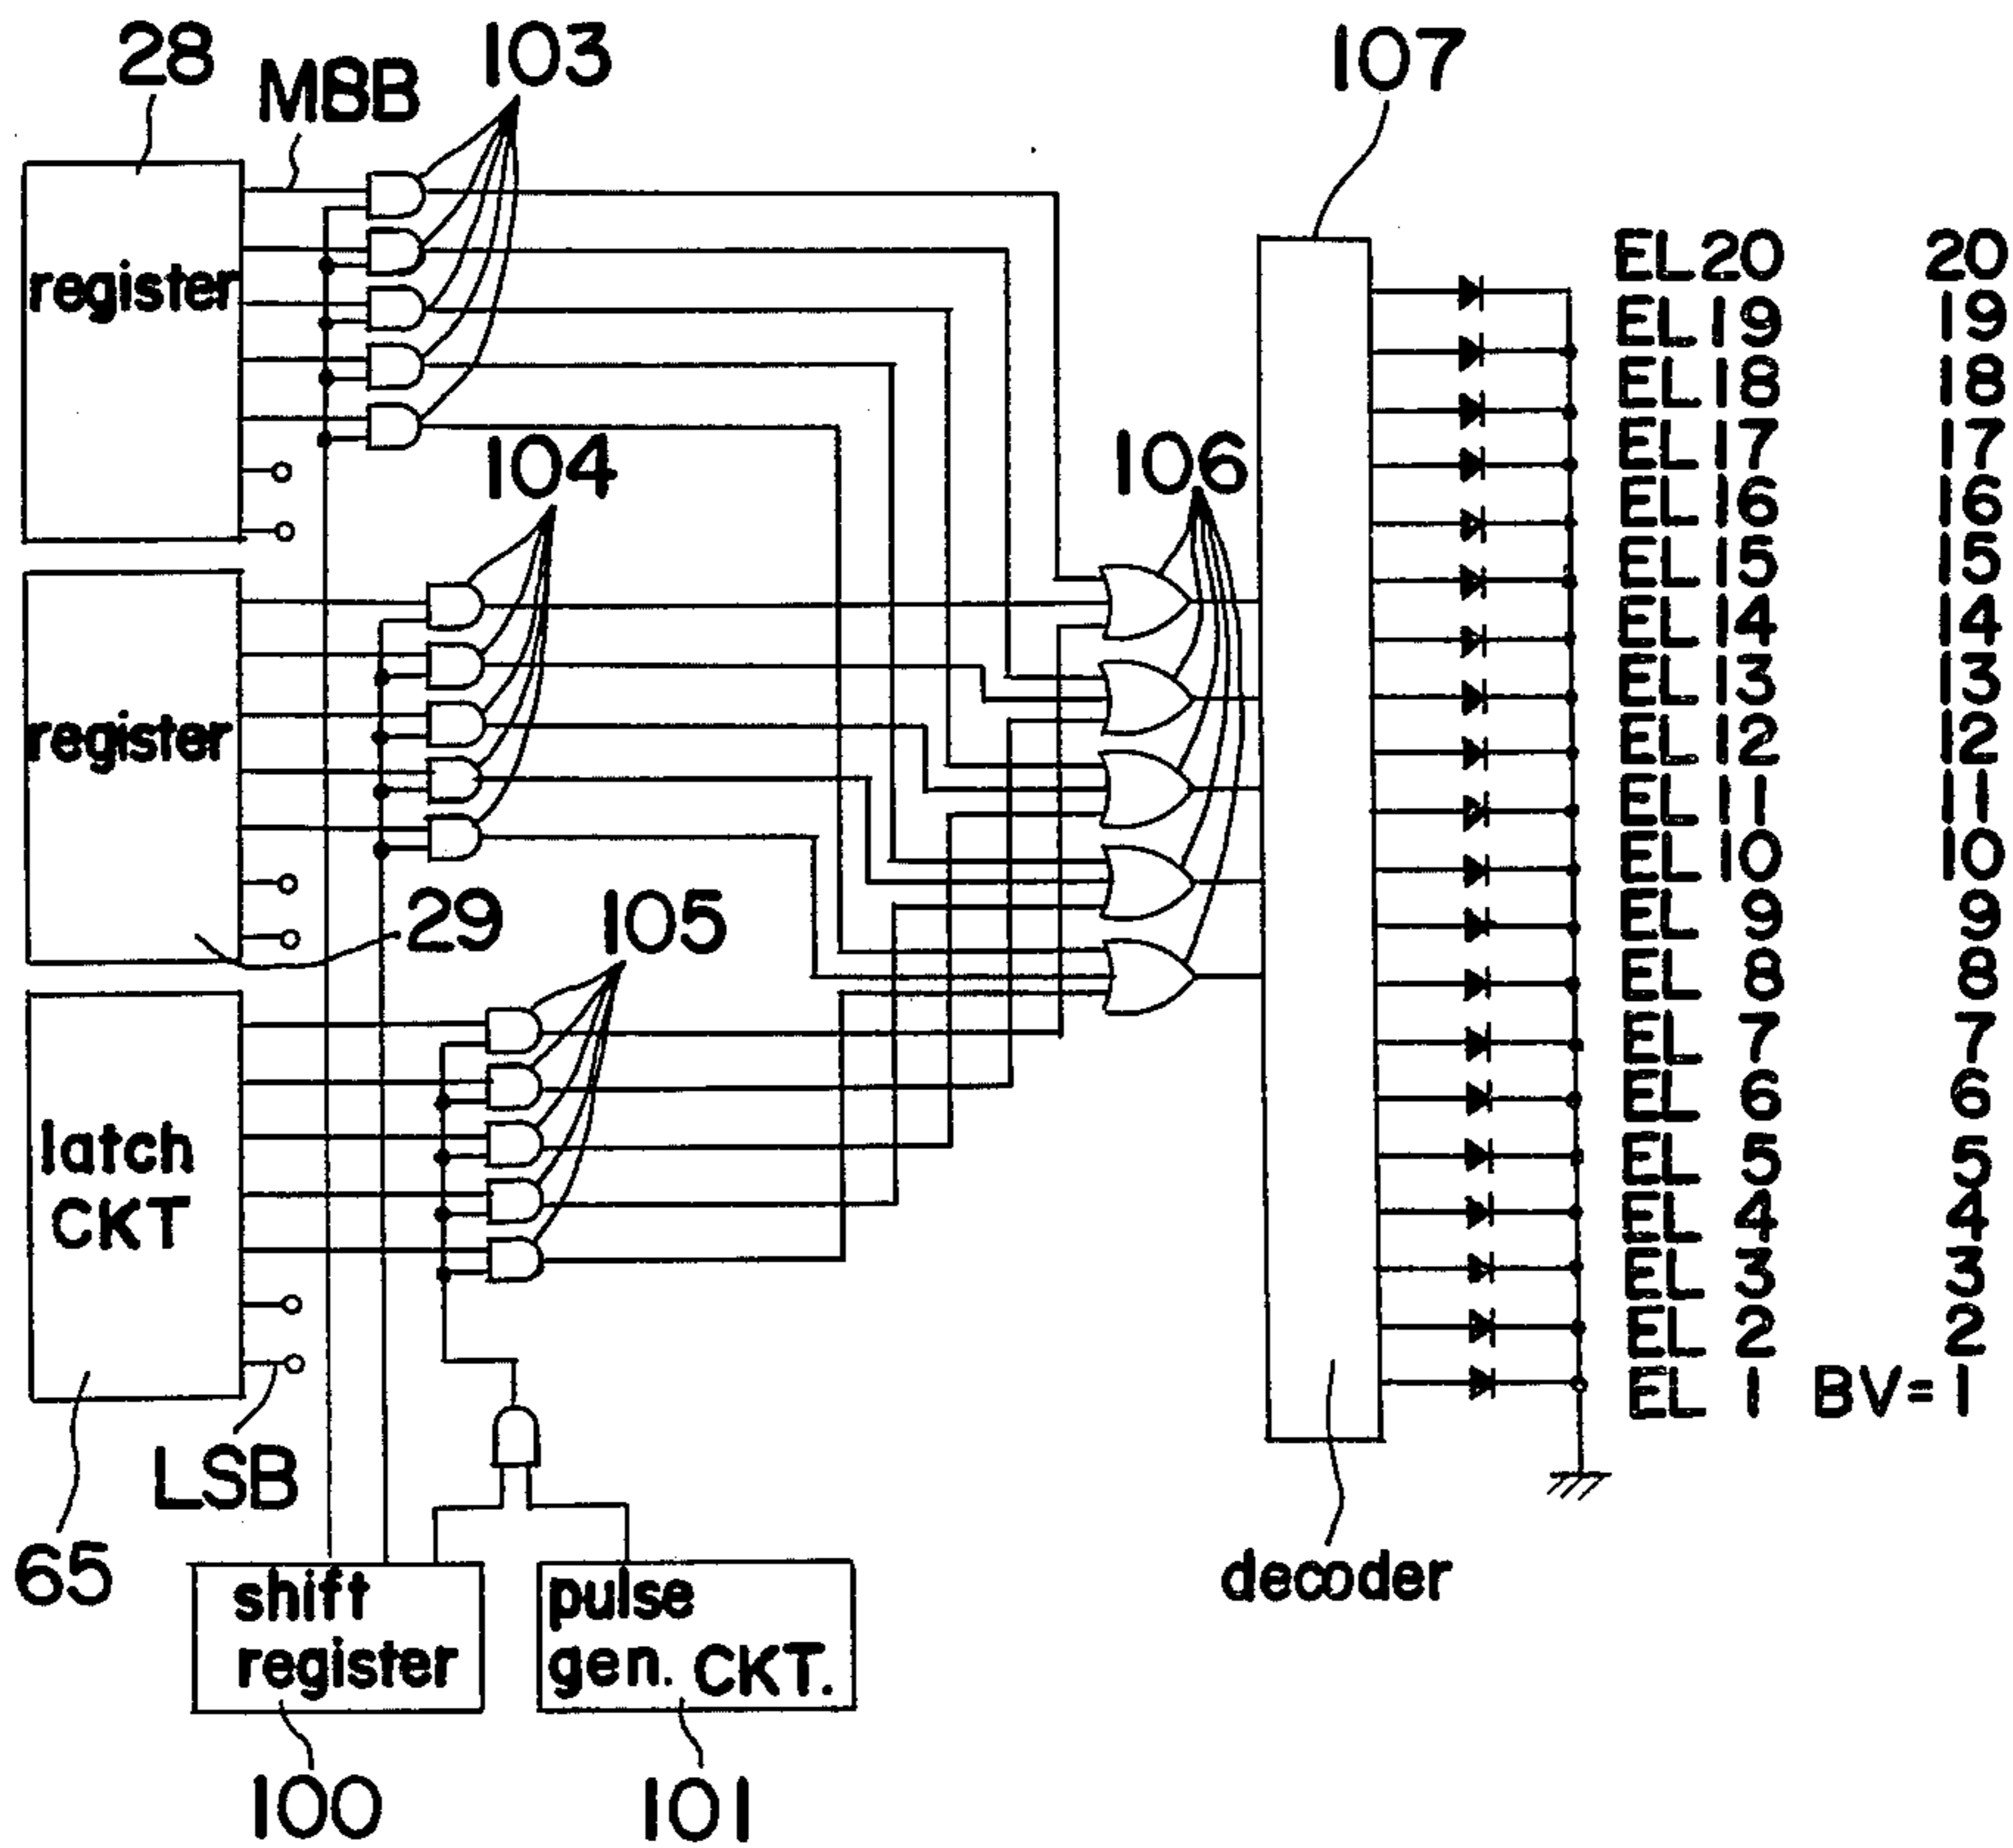 28
MSB
103
107
register
104
106
register
29
105
latch
CKT
LSB
65
shift
register
pulse
gen. CKT.
100
101
decoder
EL20 20
EL19 19
EL18 18
EL17 17
EL16 16
EL15 15
EL14 14
EL13 13
EL12 12
EL11 11
EL10 10
EL 9 9
EL 8 8
EL 7 7
EL 6 6
EL 5 5
EL 4 4
EL 3 3
EL 2 2
EL 1 BV=1